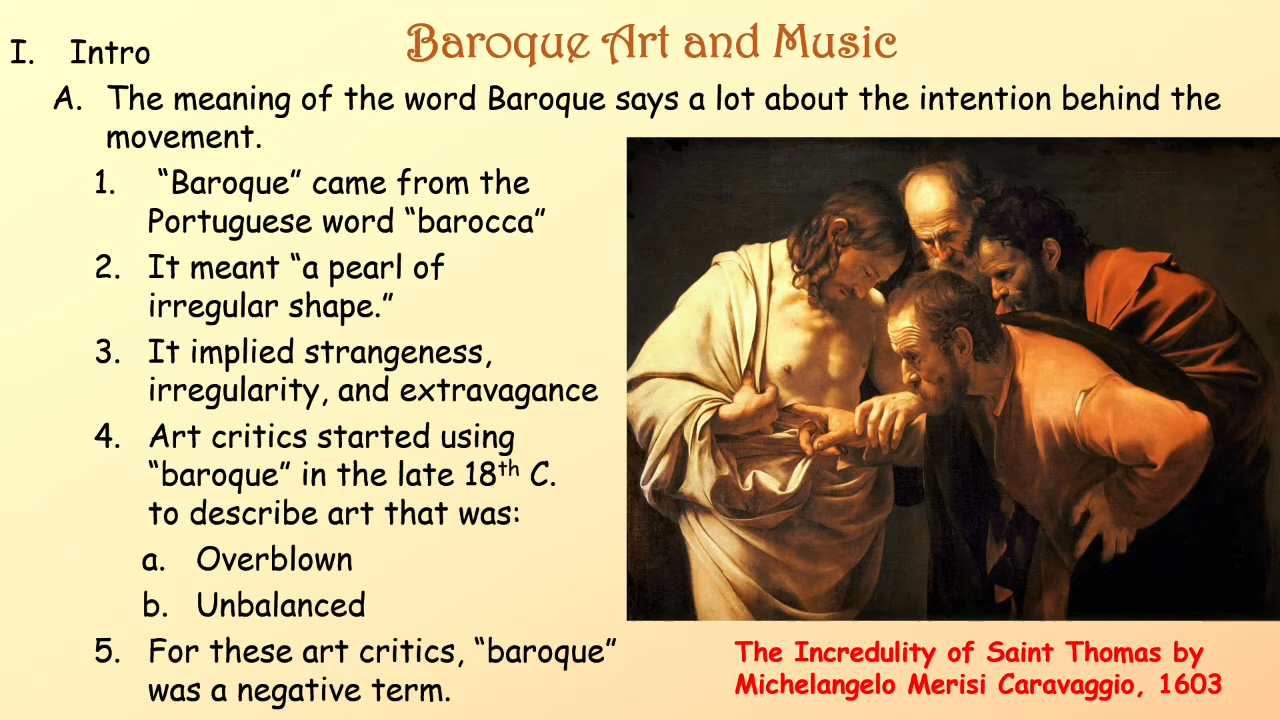 Baroque Art and Music
I. Intro
A. The meaning of the word Baroque says a lot about the intention behind the
movement.
1. “Baroque” came from the
Portuguese word “barocca”
2. It meant “a pearl of
irregular shape.”
3. It implied strangeness,
irregularity, and extravagance
4. Art critics started using
“baroque” in the late 18th C.
to describe art that was:
a. Overblown
b. Unbalanced
5. For these art critics, “baroque”
was a negative term.
The Incredulity of Saint Thomas by
Michelangelo Merisi Caravaggio, 1603